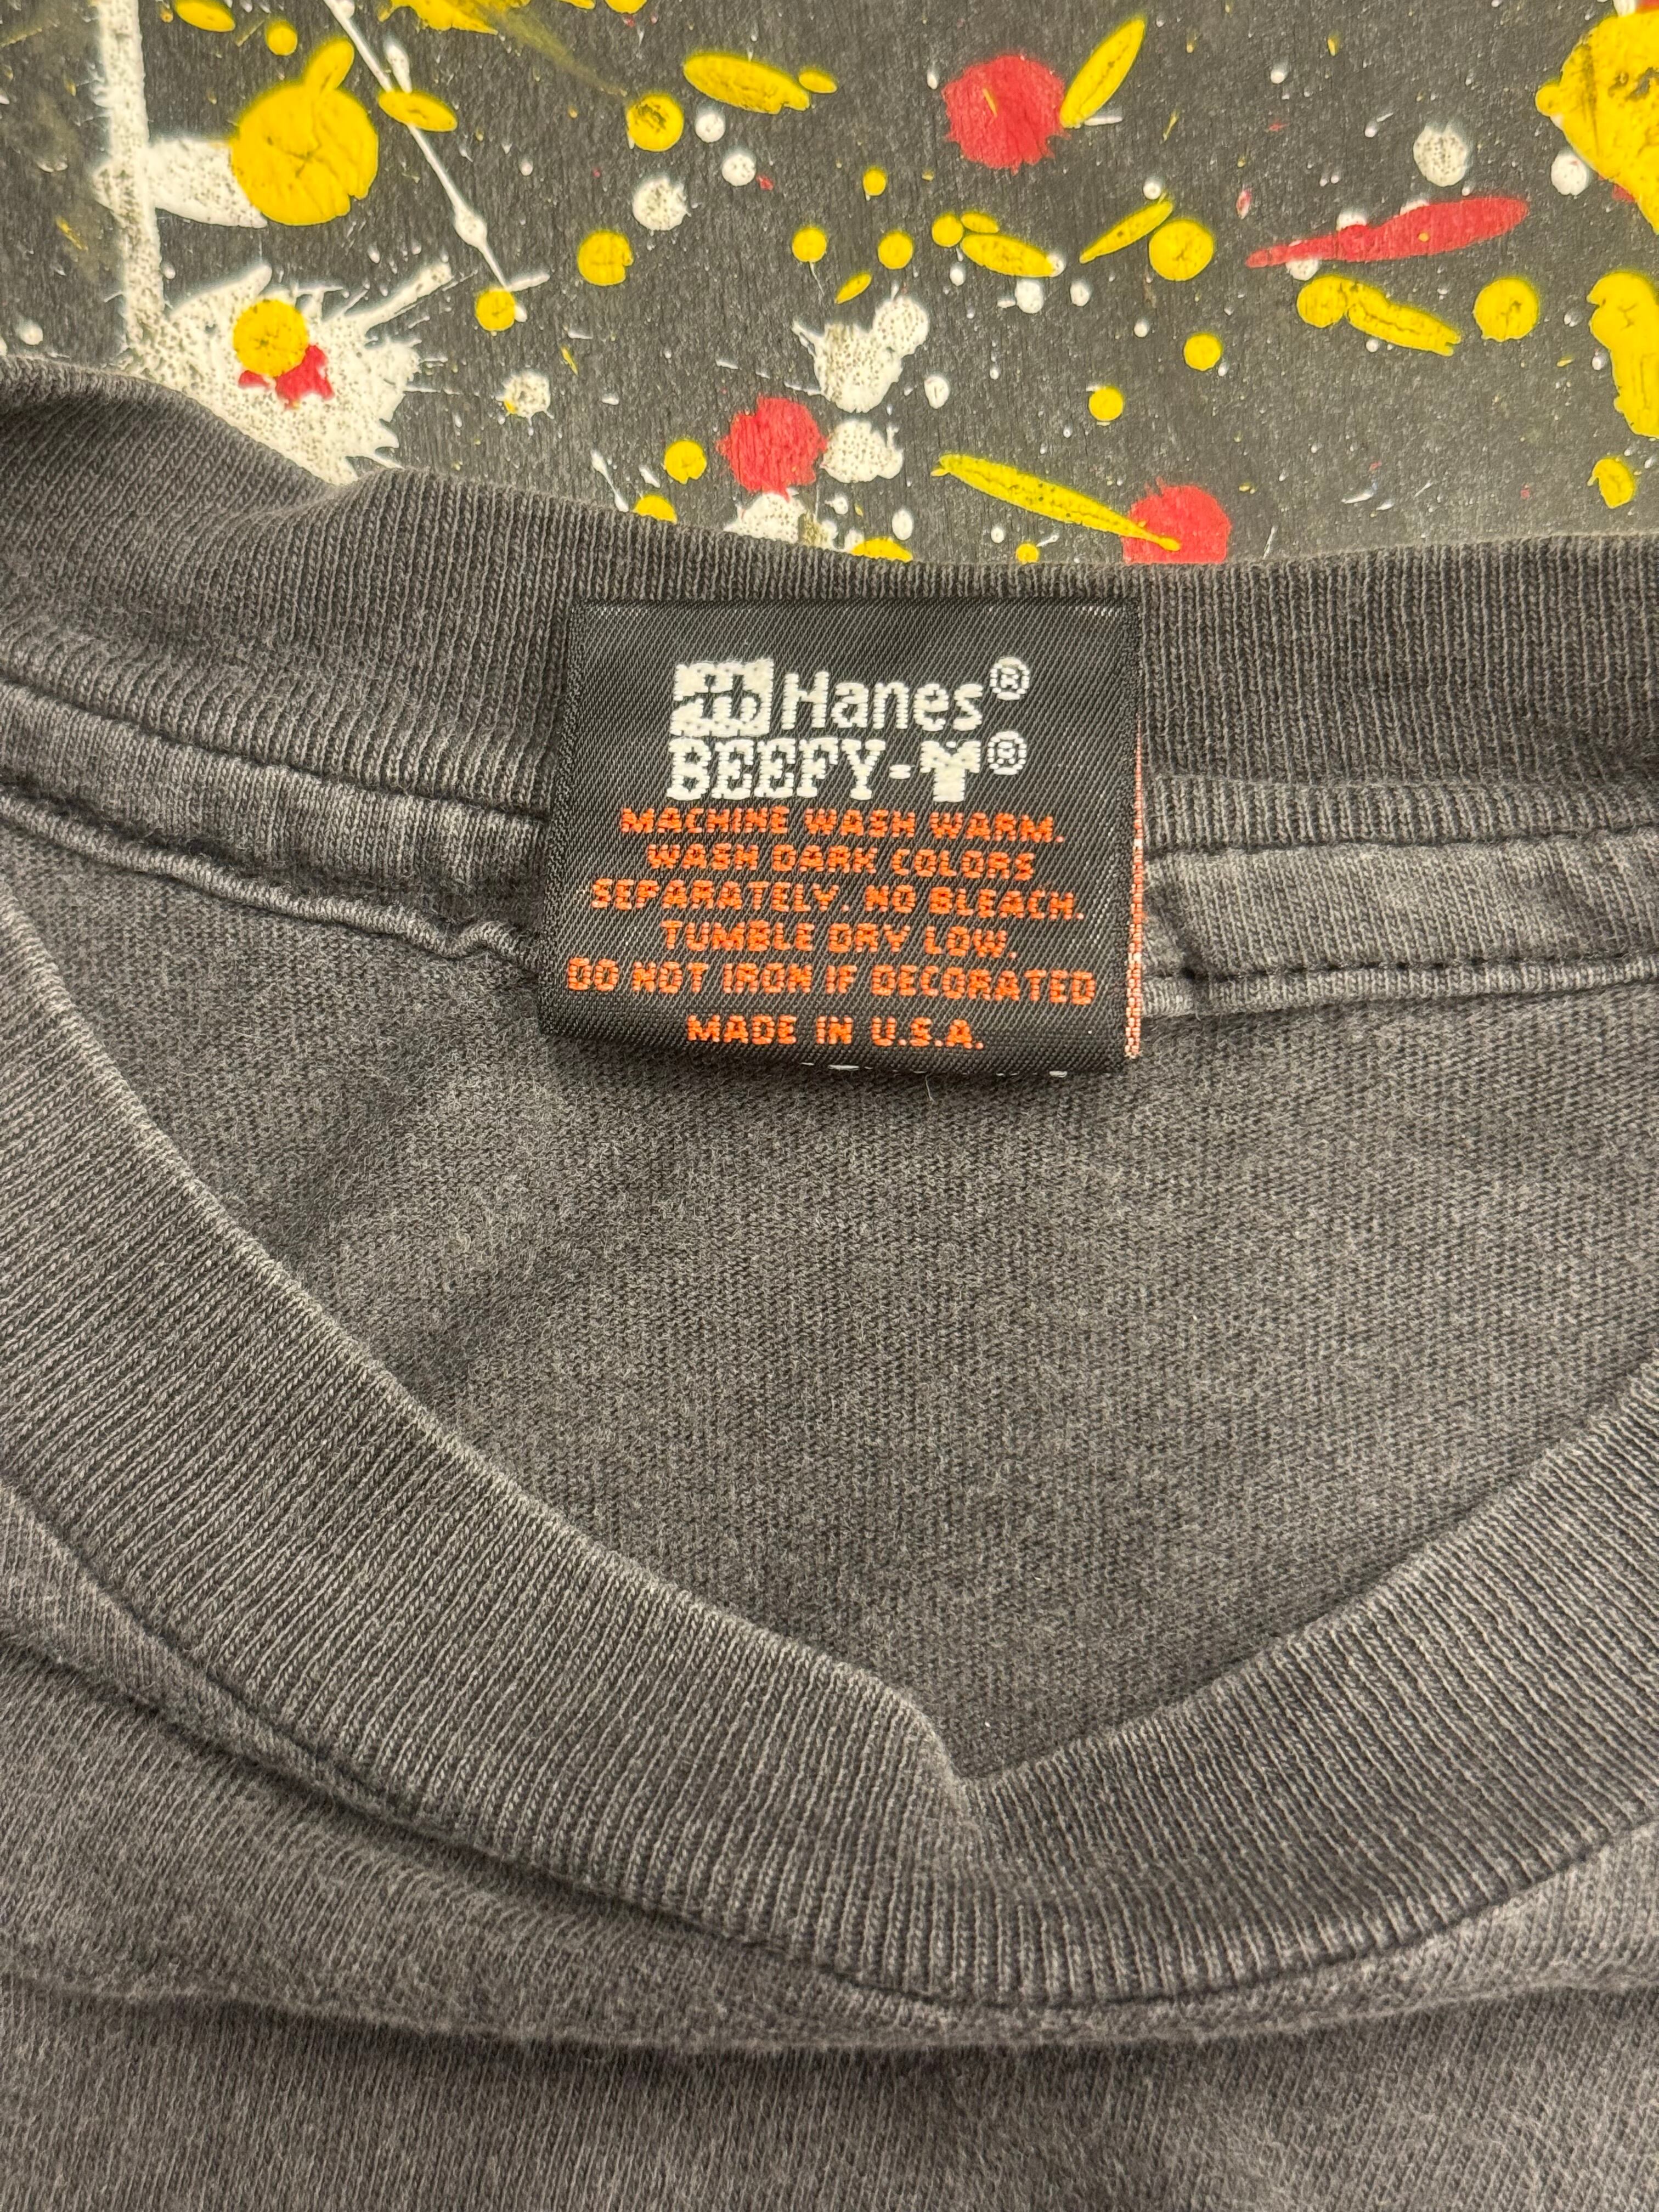 Hanes®
BEEFY-T®
MACHINE WASH WARM.
WASH DARK COLORS
SEPARATELY. NO BLEACH.
TUMBLE DRY LOW.
DO NOT IRON IF DECORATED
MADE IN U.S.A.